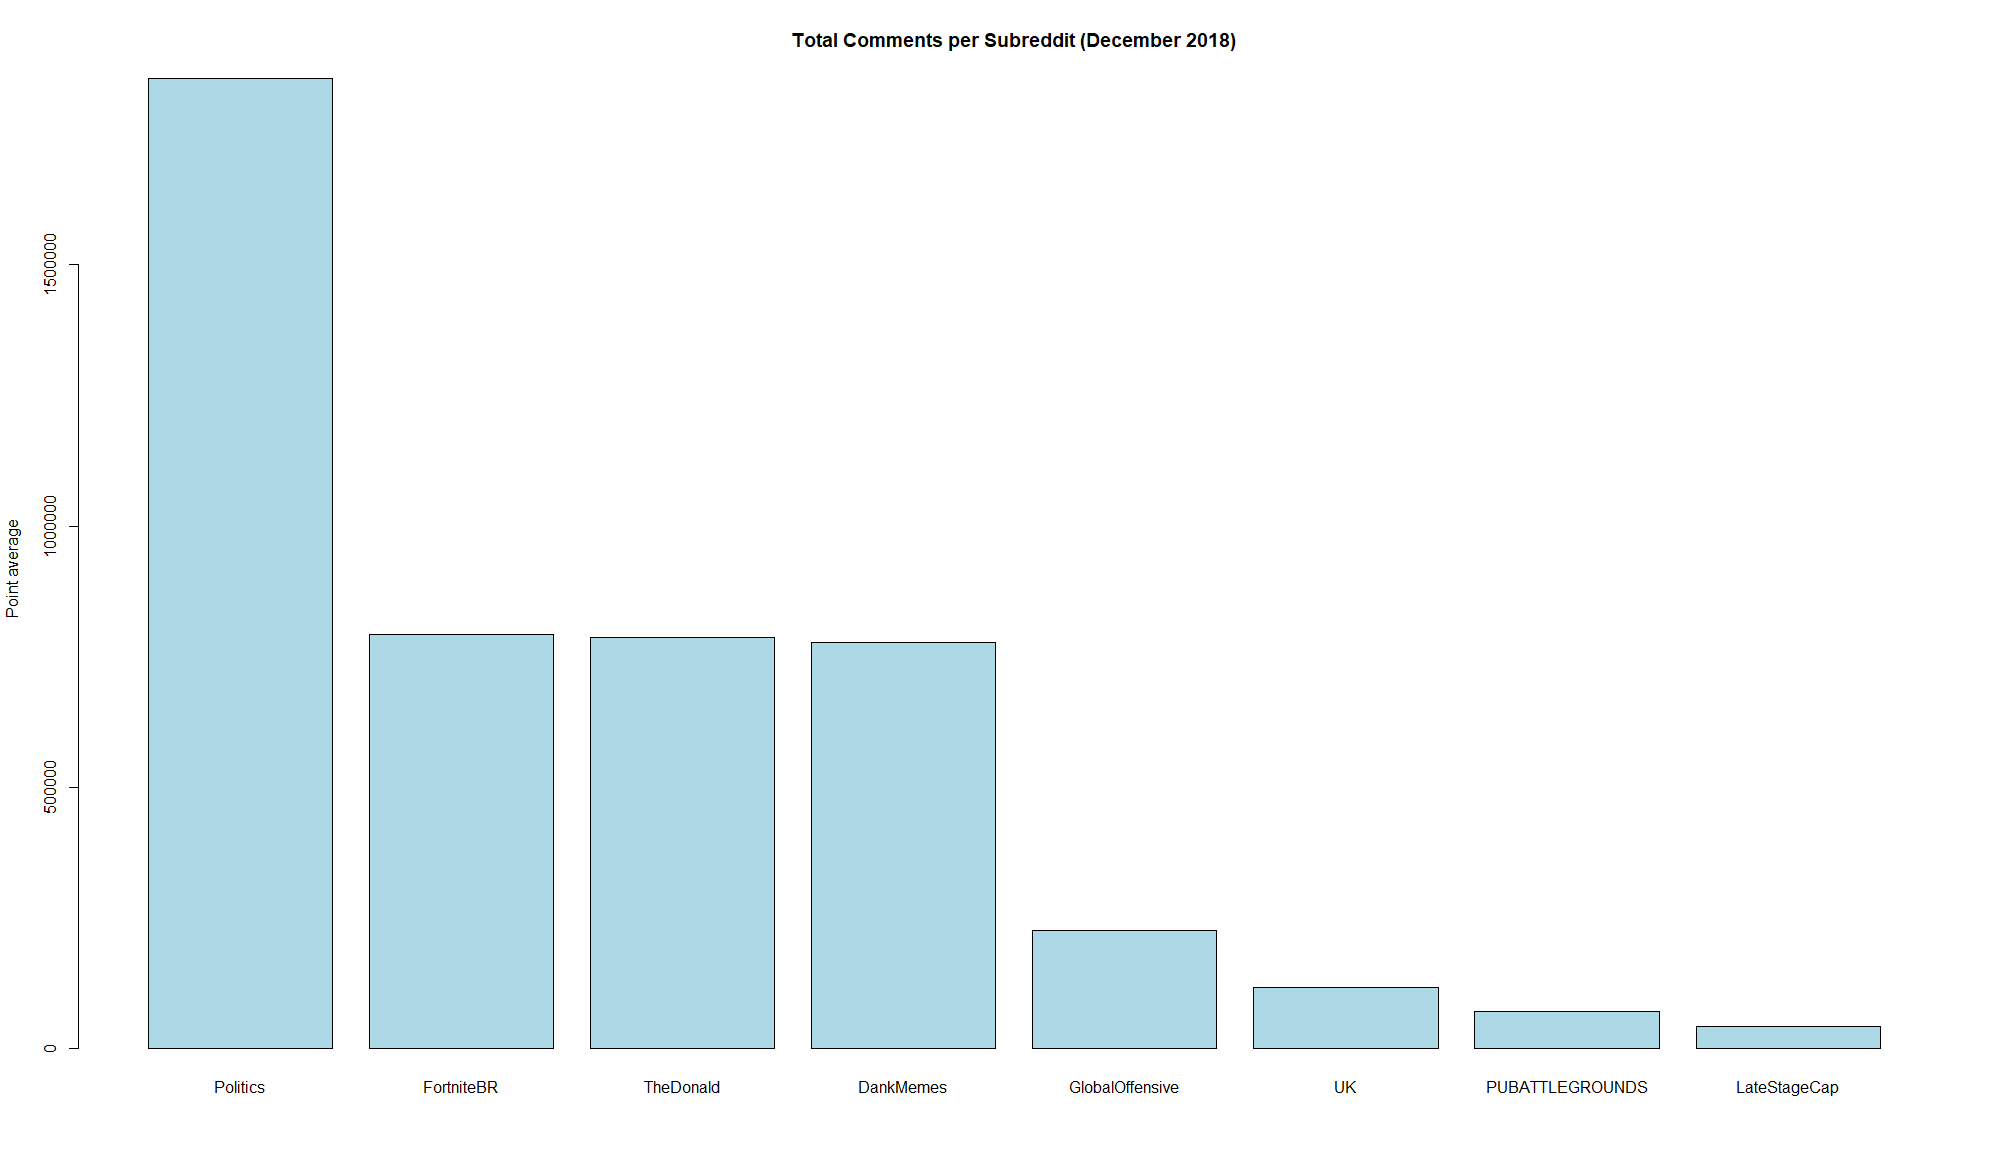 Total Comments per Subreddit (December 2018)
Point average
1500000
1000000
500000
0
Politics
FortniteBR
TheDonald
DankMemes
GlobalOffensive
UK
PUBATTLEGROUNDS
LateStageCap